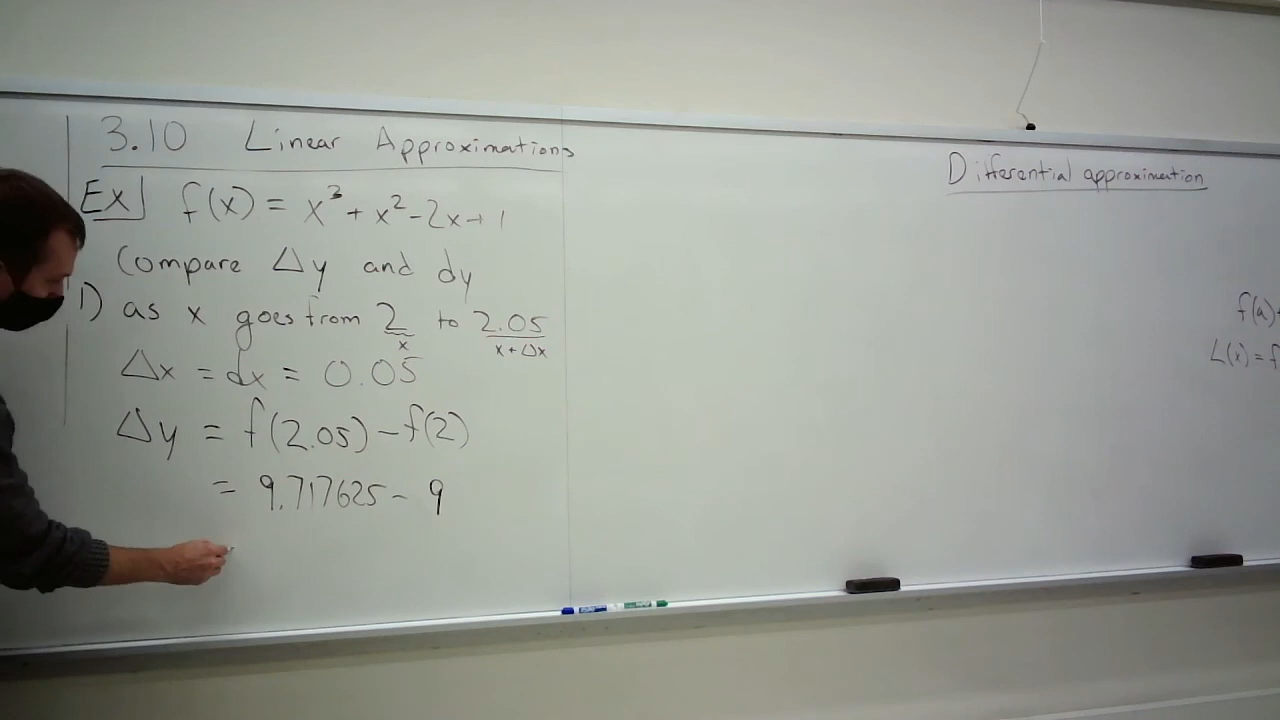 3.10 Linear Approximations
Ex f(x) = x³ + x² - 2x + 1
Compare Δy and dy
1) as x goes from 2 to 2.05
x x + Δx
Δx = dx = 0.05
Δy = f(2.05) - f(2)
= 9.717625 - 9
Differential approximation
f(a)+
L(x) = f